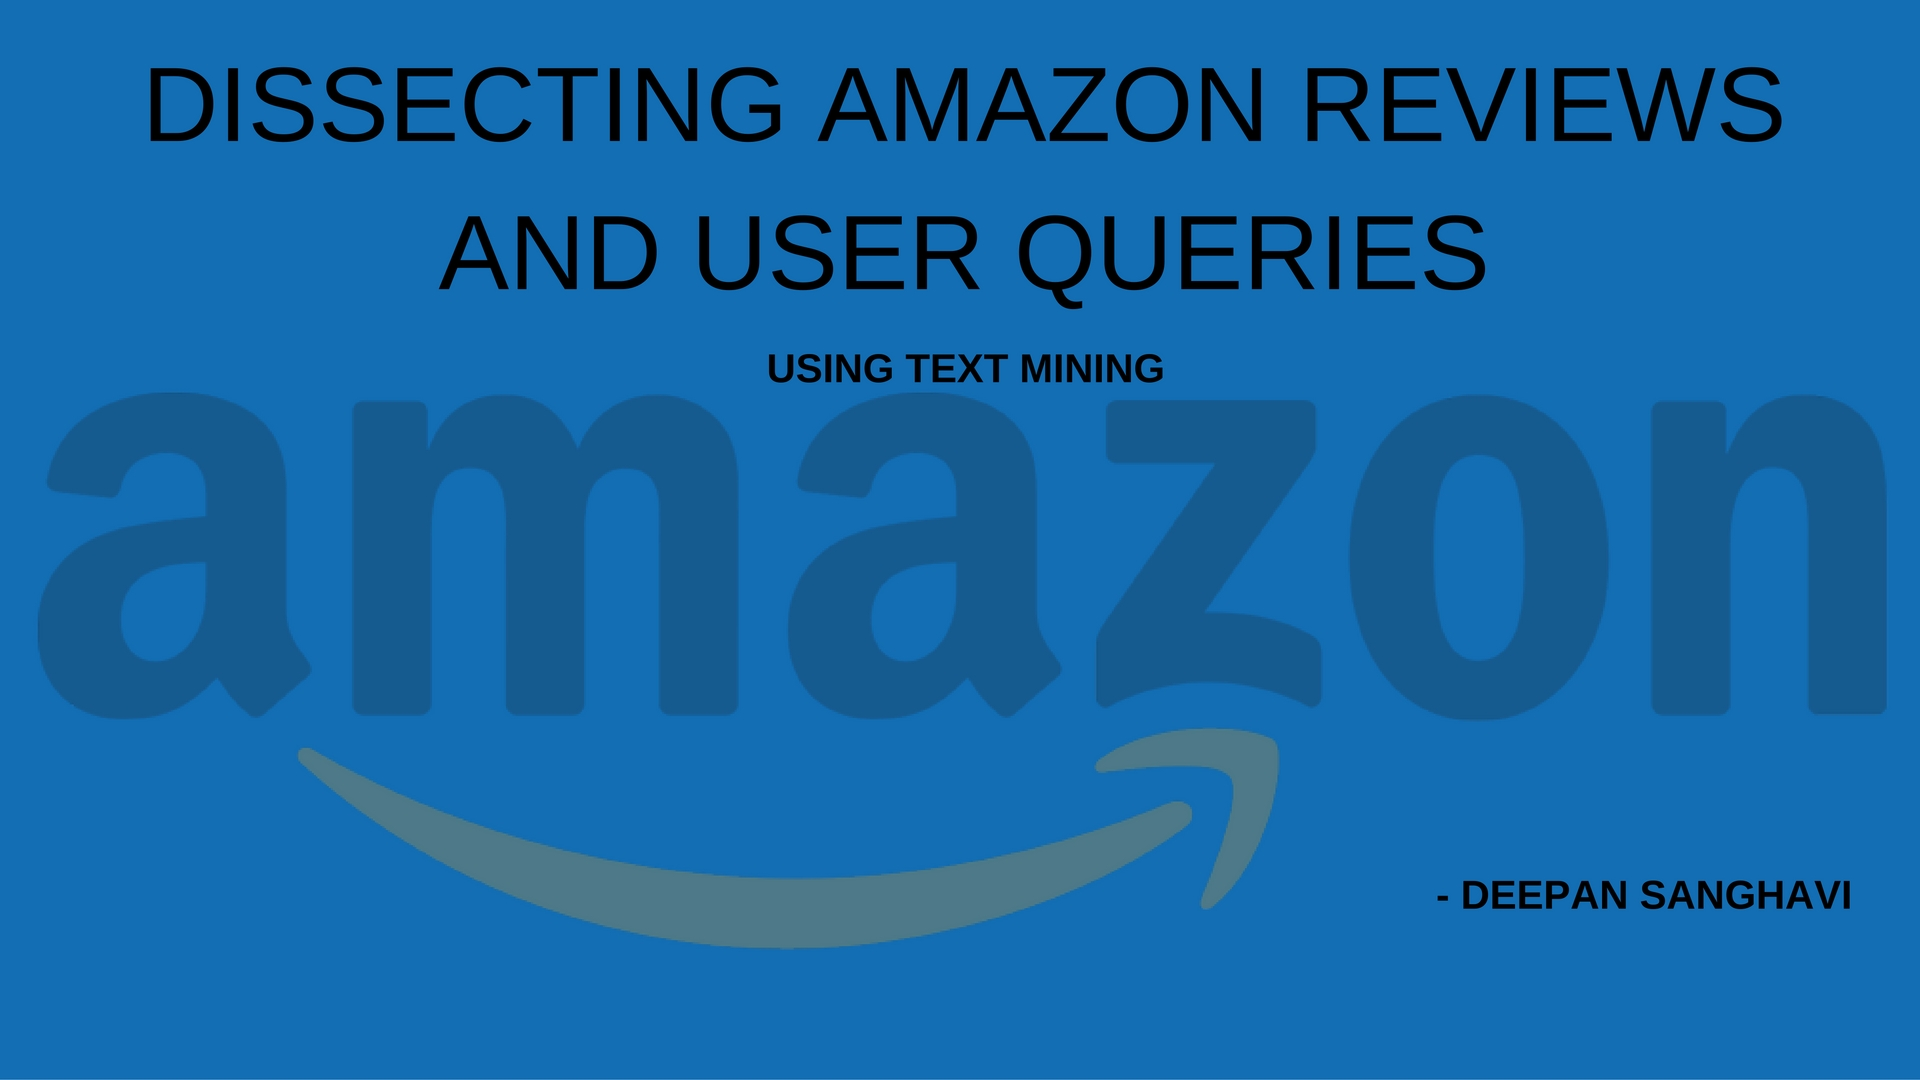 DISSECTING AMAZON REVIEWS
AND USER QUERIES
USING TEXT MINING
amazon
- DEEPAN SANGHAVI